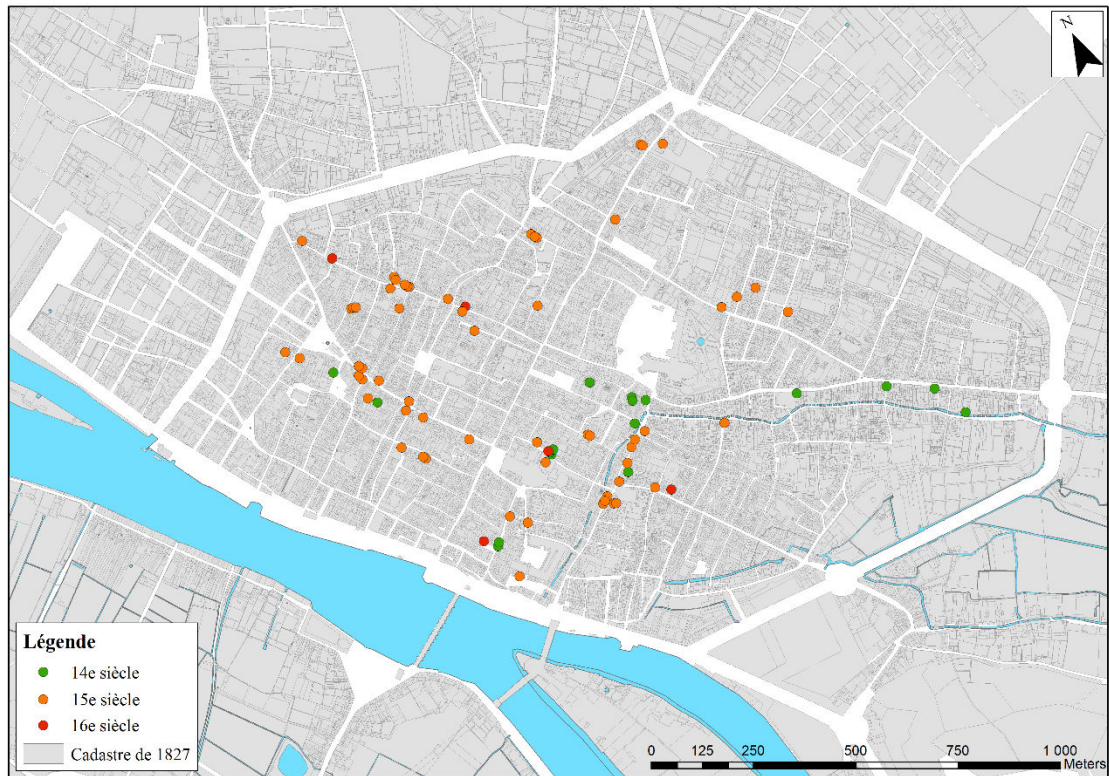 N
Légende
14e siècle
15e siècle
16e siècle
Cadastre de 1827
0 125 250 500 750 1 000
Meters